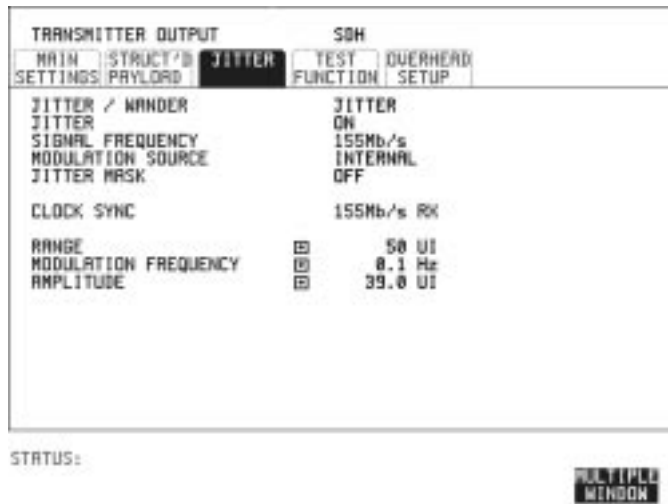 TRANSMITTER OUTPUT SDH
MAIN SETTINGS STRUCT'D PAYLOAD JITTER TEST FUNCTION OVERHEAD SETUP
JITTER / WANDER JITTER
JITTER ON
SIGNAL FREQUENCY 155Mb/s
MODULATION SOURCE INTERNAL
JITTER MASK OFF
CLOCK SYNC 155Mb/s RX
RANGE 50 UI
MODULATION FREQUENCY 0.1 Hz
AMPLITUDE 39.0 UI
STATUS:
MULTIPLE
WINDOW